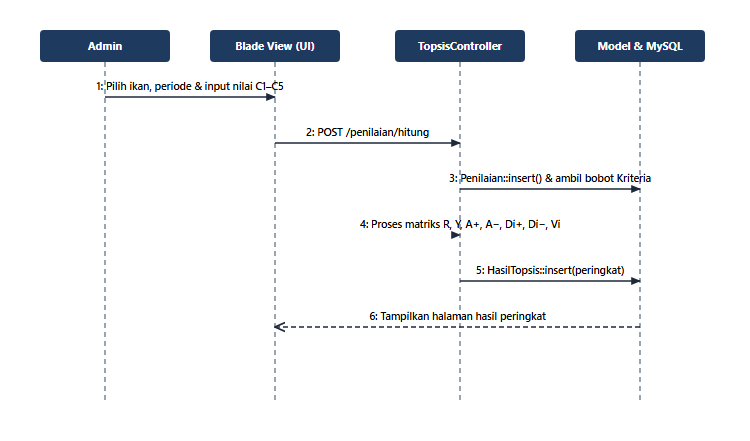 Admin
Blade View (UI)
TopsisController
Model & MySQL
1: Pilih ikan, periode & input nilai C1–C5
2: POST /penilaian/hitung
3: Penilaian::insert() & ambil bobot Kriteria
4: Proses matriks R, Y, A+, A−, Di+, Di−, Vi
5: HasilTopsis::insert(peringkat)
6: Tampilkan halaman hasil peringkat